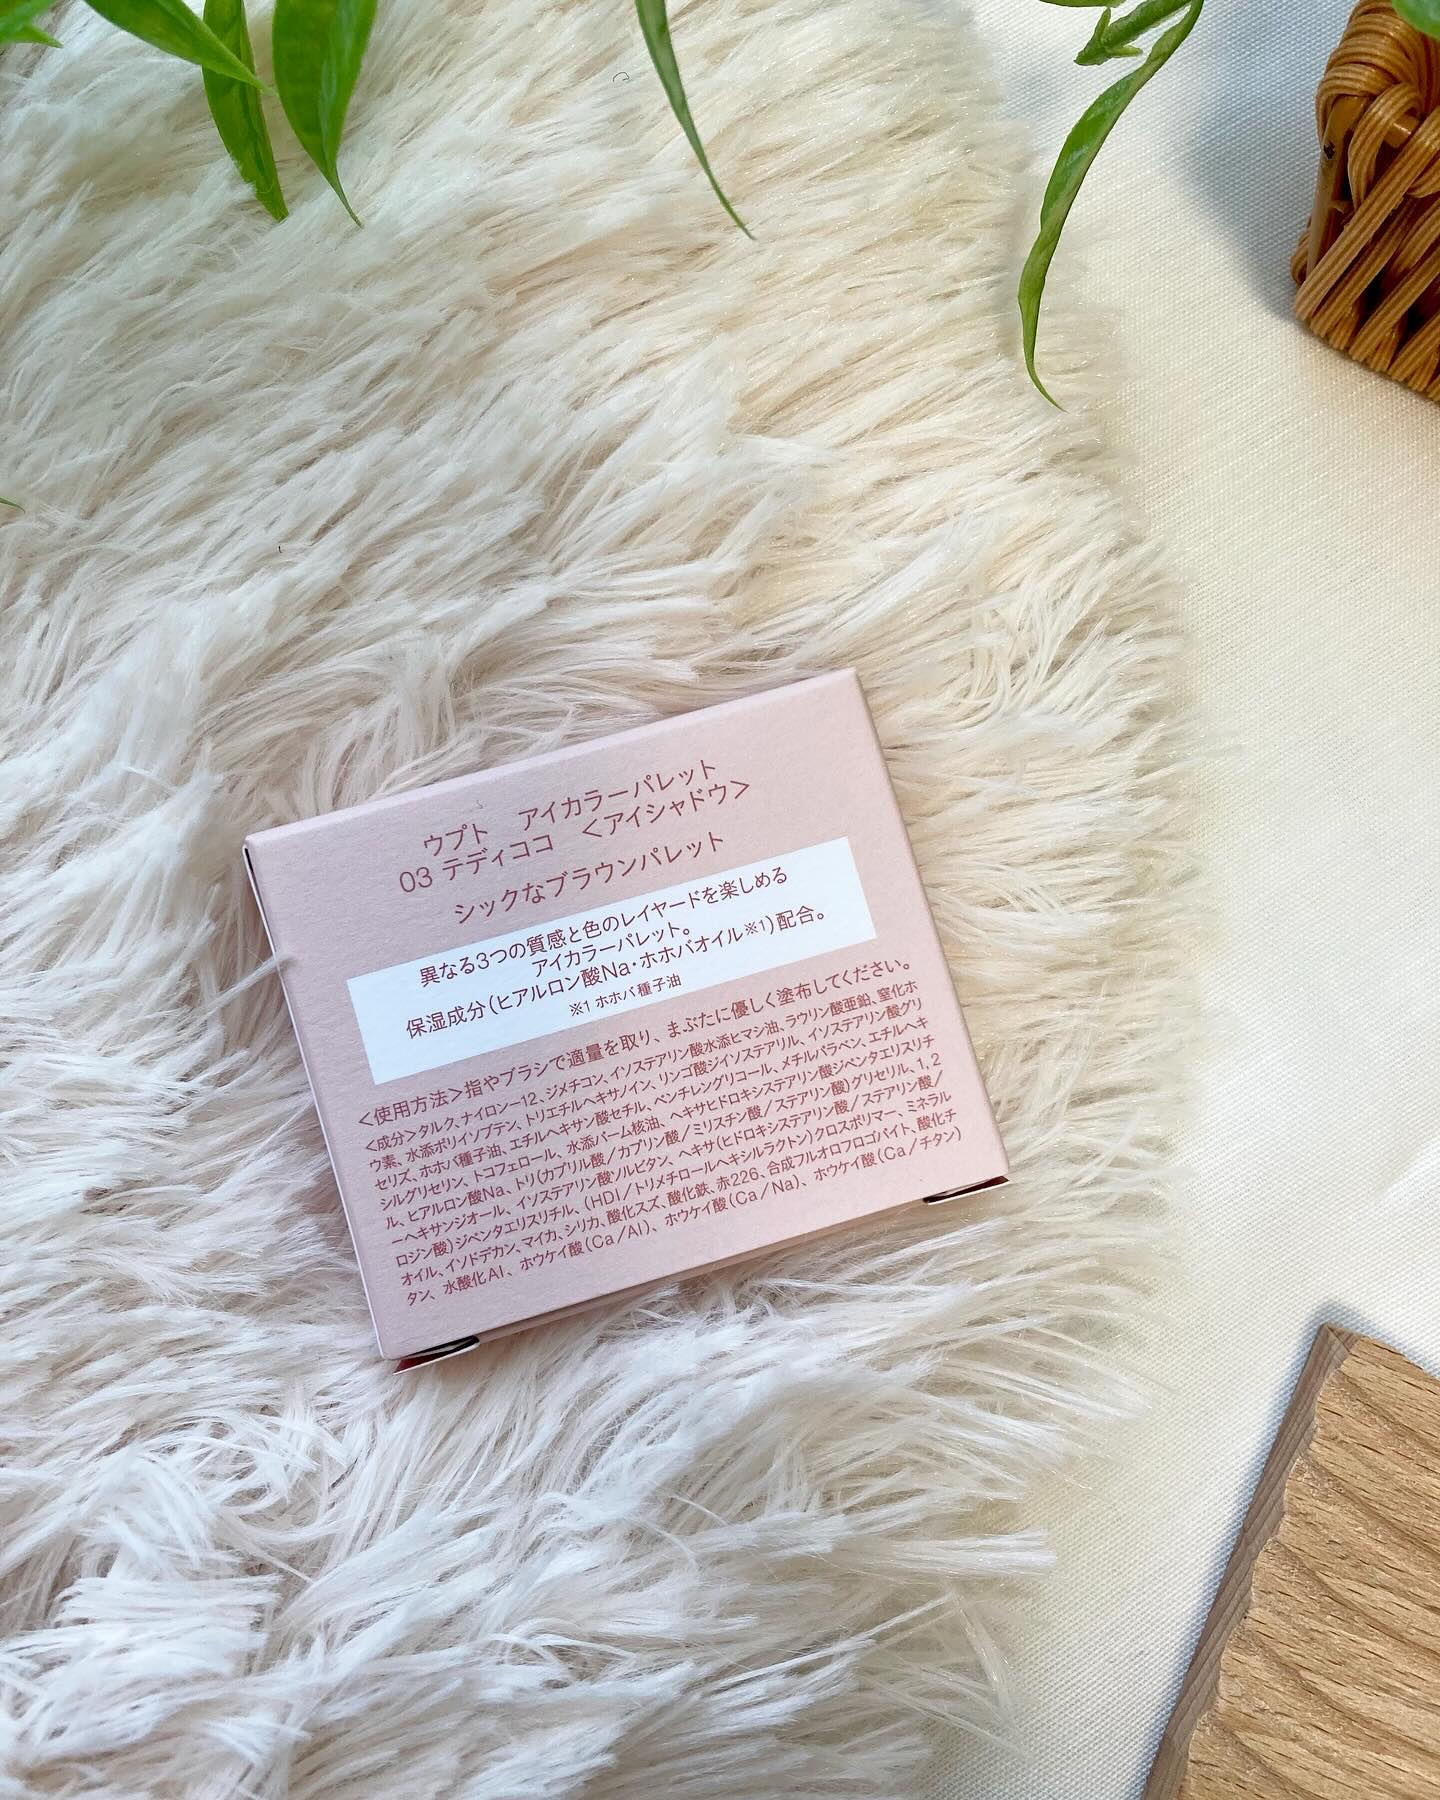 ウプト　アイカラーパレット
03 テディココ　＜アイシャドウ＞
シックなブラウンパレット
異なる3つの質感と色のレイヤードを楽しめる
アイカラーパレット。
保湿成分(ヒアルロン酸Na・ホホバオイル※1)配合。
※1 ホホバ種子油
＜使用方法＞指やブラシで適量を取り、まぶたに優しく塗布してください。
＜成分＞タルク、ナイロン-12、ジメチコン、イソステアリン酸水添ヒマシ油、ラウリン酸亜鉛、窒化ホ
ウ素、水添ポリイソブテン、トリエチルヘキサノイン、リンゴ酸ジイソステアリル、イソステアリン酸グリ
セリズ、ホホバ種子油、エチルヘキサン酸セチル、ペンチレングリコール、メチルパラベン、エチルヘキ
シルグリセリン、トコフェロール、水添パーム核油、ヘキサヒドロキシステアリン酸ジペンタエリスリチ
ル、ヒアルロン酸Na、トリ(カプリル酸/カプリン酸/ミリスチン酸/ステアリン酸)グリセリル、1,2
ーヘキサンジオール、イソステアリン酸ソルビタン、ヘキサ(ヒドロキシステアリン酸/ステアリン酸/
ロジン酸)ジペンタエリスリチル、(HDI/トリメチロールヘキシルラクトン)クロスポリマー、ミネラル
オイル、イソドデカン、マイカ、シリカ、酸化スズ、酸化鉄、赤226、合成フルオロフロゴパイト、酸化チ
タン、水酸化Al、ホウケイ酸(Ca/Al)、ホウケイ酸(Ca/Na)、ホウケイ酸(Ca/チタン)